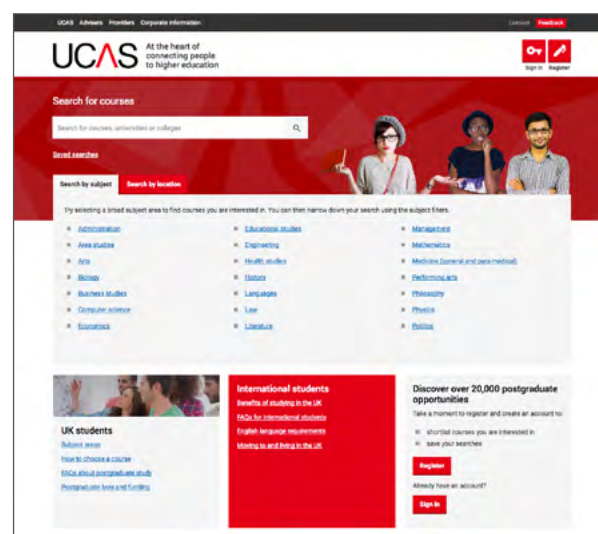 UCAS Advisers Providers Corporate information
Connect Feedback
UCAS
At the heart of
connecting people
to higher education
Sign in Register
Search for courses
Search for courses, universities or colleges
Saved searches
Search by subject Search by location
Try selecting a broad subject area to find courses you are interested in. You can then narrow down your search using the subject filters.
Administration
Area studies
Arts
Biology
Business studies
Computer science
Economics
Educational studies
Engineering
Health studies
History
Languages
Law
Literature
Management
Mathematics
Medicine (general and para-medical)
Performing arts
Philosophy
Physics
Politics
UK students
Subject areas
How to choose a course
FAQs about postgraduate study
Postgraduate fees and funding
International students
Benefits of studying in the UK
FAQs for international students
English language requirements
Moving to and living in the UK
Discover over 20,000 postgraduate
opportunities
Take a moment to register and create an account to:
shortlist courses you are interested in
save your searches
Register
Already have an account?
Sign in